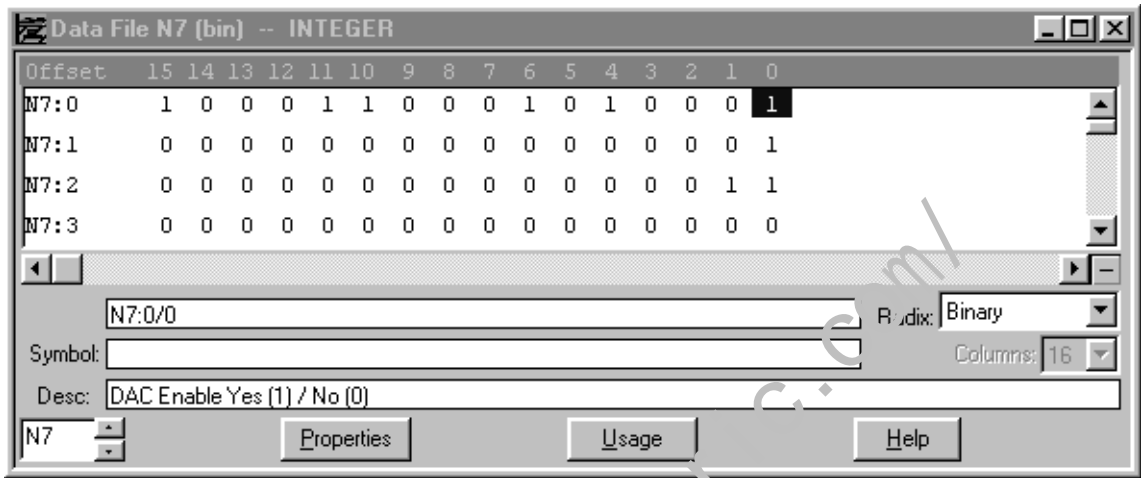 Data File N7 (bin) -- INTEGER
Offset 15 14 13 12 11 10 9 8 7 6 5 4 3 2 1 0
N7:0 1 0 0 0 1 1 0 0 0 1 0 1 0 0 0 1
N7:1 0 0 0 0 0 0 0 0 0 0 0 0 0 0 0 1
N7:2 0 0 0 0 0 0 0 0 0 0 0 0 0 0 1 1
N7:3 0 0 0 0 0 0 0 0 0 0 0 0 0 0 0 0
N7:0/0 Radix: Binary
Symbol: Columns: 16
Desc: DAC Enable Yes (1) / No (0)
N7 Properties Usage Help